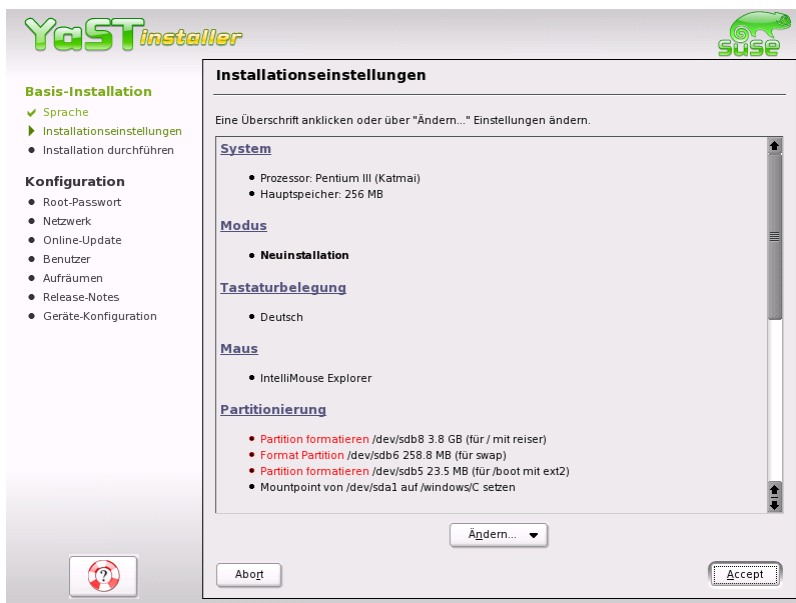 YaST installer
SUSE
Basis-Installation
Sprache
Installationseinstellungen
Installation durchführen
Konfiguration
Root-Passwort
Netzwerk
Online-Update
Benutzer
Aufräumen
Release-Notes
Geräte-Konfiguration
Installationseinstellungen
Eine Überschrift anklicken oder über "Ändern..." Einstellungen ändern.
System
Prozessor: Pentium III (Katmai)
Hauptspeicher: 256 MB
Modus
Neuinstallation
Tastaturbelegung
Deutsch
Maus
IntelliMouse Explorer
Partitionierung
Partition formatieren /dev/sdb8 3.8 GB (für / mit reiser)
Format Partition /dev/sdb6 258.8 MB (für swap)
Partition formatieren /dev/sdb5 23.5 MB (für /boot mit ext2)
Mountpoint von /dev/sda1 auf /windows/C setzen
Ändern...
?
Abort
Accept